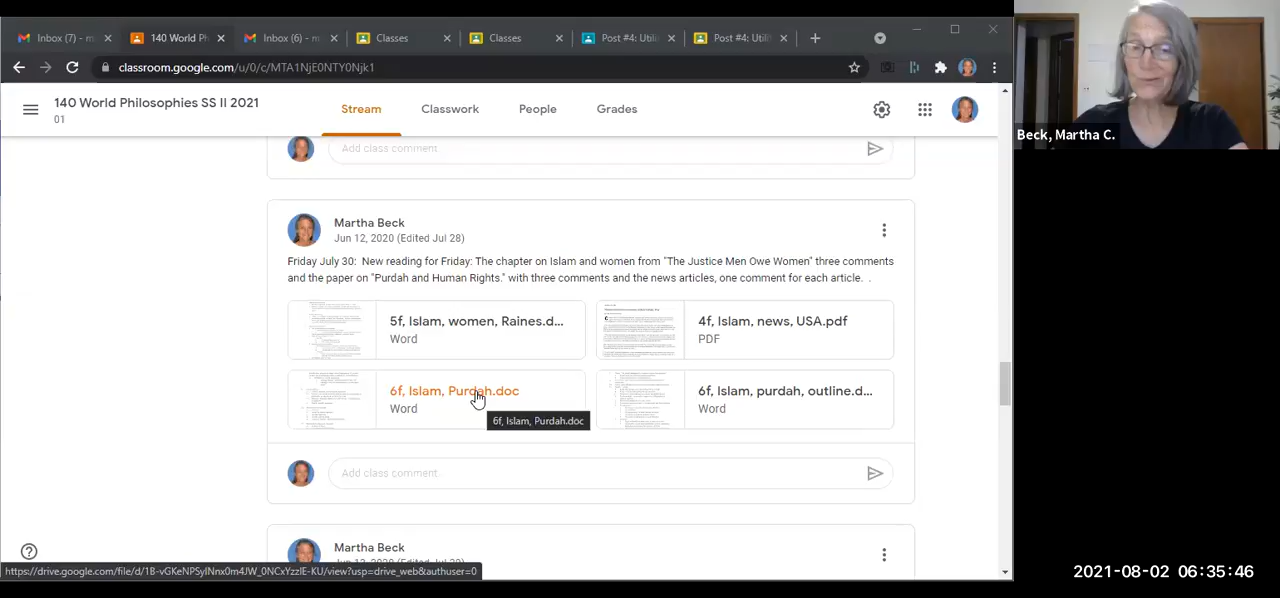 Inbox (7) - m
140 World Ph
Inbox (6) - m
Classes
Classes
Post #4: Utili
Post #4: Utili
classroom.google.com/u/0/c/MTA1NjE0NTY0Njk1
140 World Philosophies SS II 2021
01
Stream
Classwork
People
Grades
Beck, Martha C.
Add class comment
Martha Beck
Jun 12, 2020 (Edited Jul 28)
Friday July 30: New reading for Friday: The chapter on Islam and women from "The Justice Men Owe Women" three comments
and the paper on "Purdah and Human Rights." with three comments and the news articles, one comment for each article. .
5f, Islam, women, Raines.d...
Word
4f, Islam, news, USA.pdf
PDF
6f, Islam, Purdah.doc
Word
6f, Islam, purdah, outline.d...
Word
6f, Islam, Purdah.doc
Add class comment
Martha Beck
https://drive.google.com/file/d/1B-vGKeNPSyINnx0m4JW_0NCxYzzlE-KU/view?usp=drive_web&authuser=0
2021-08-02 06:35:46